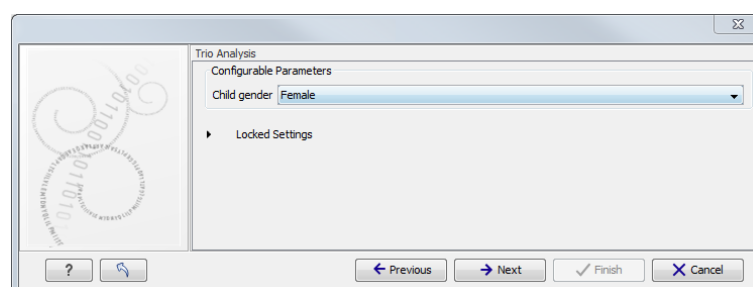 Trio Analysis
Configurable Parameters
Child gender Female
Locked Settings
? Previous Next Finish Cancel